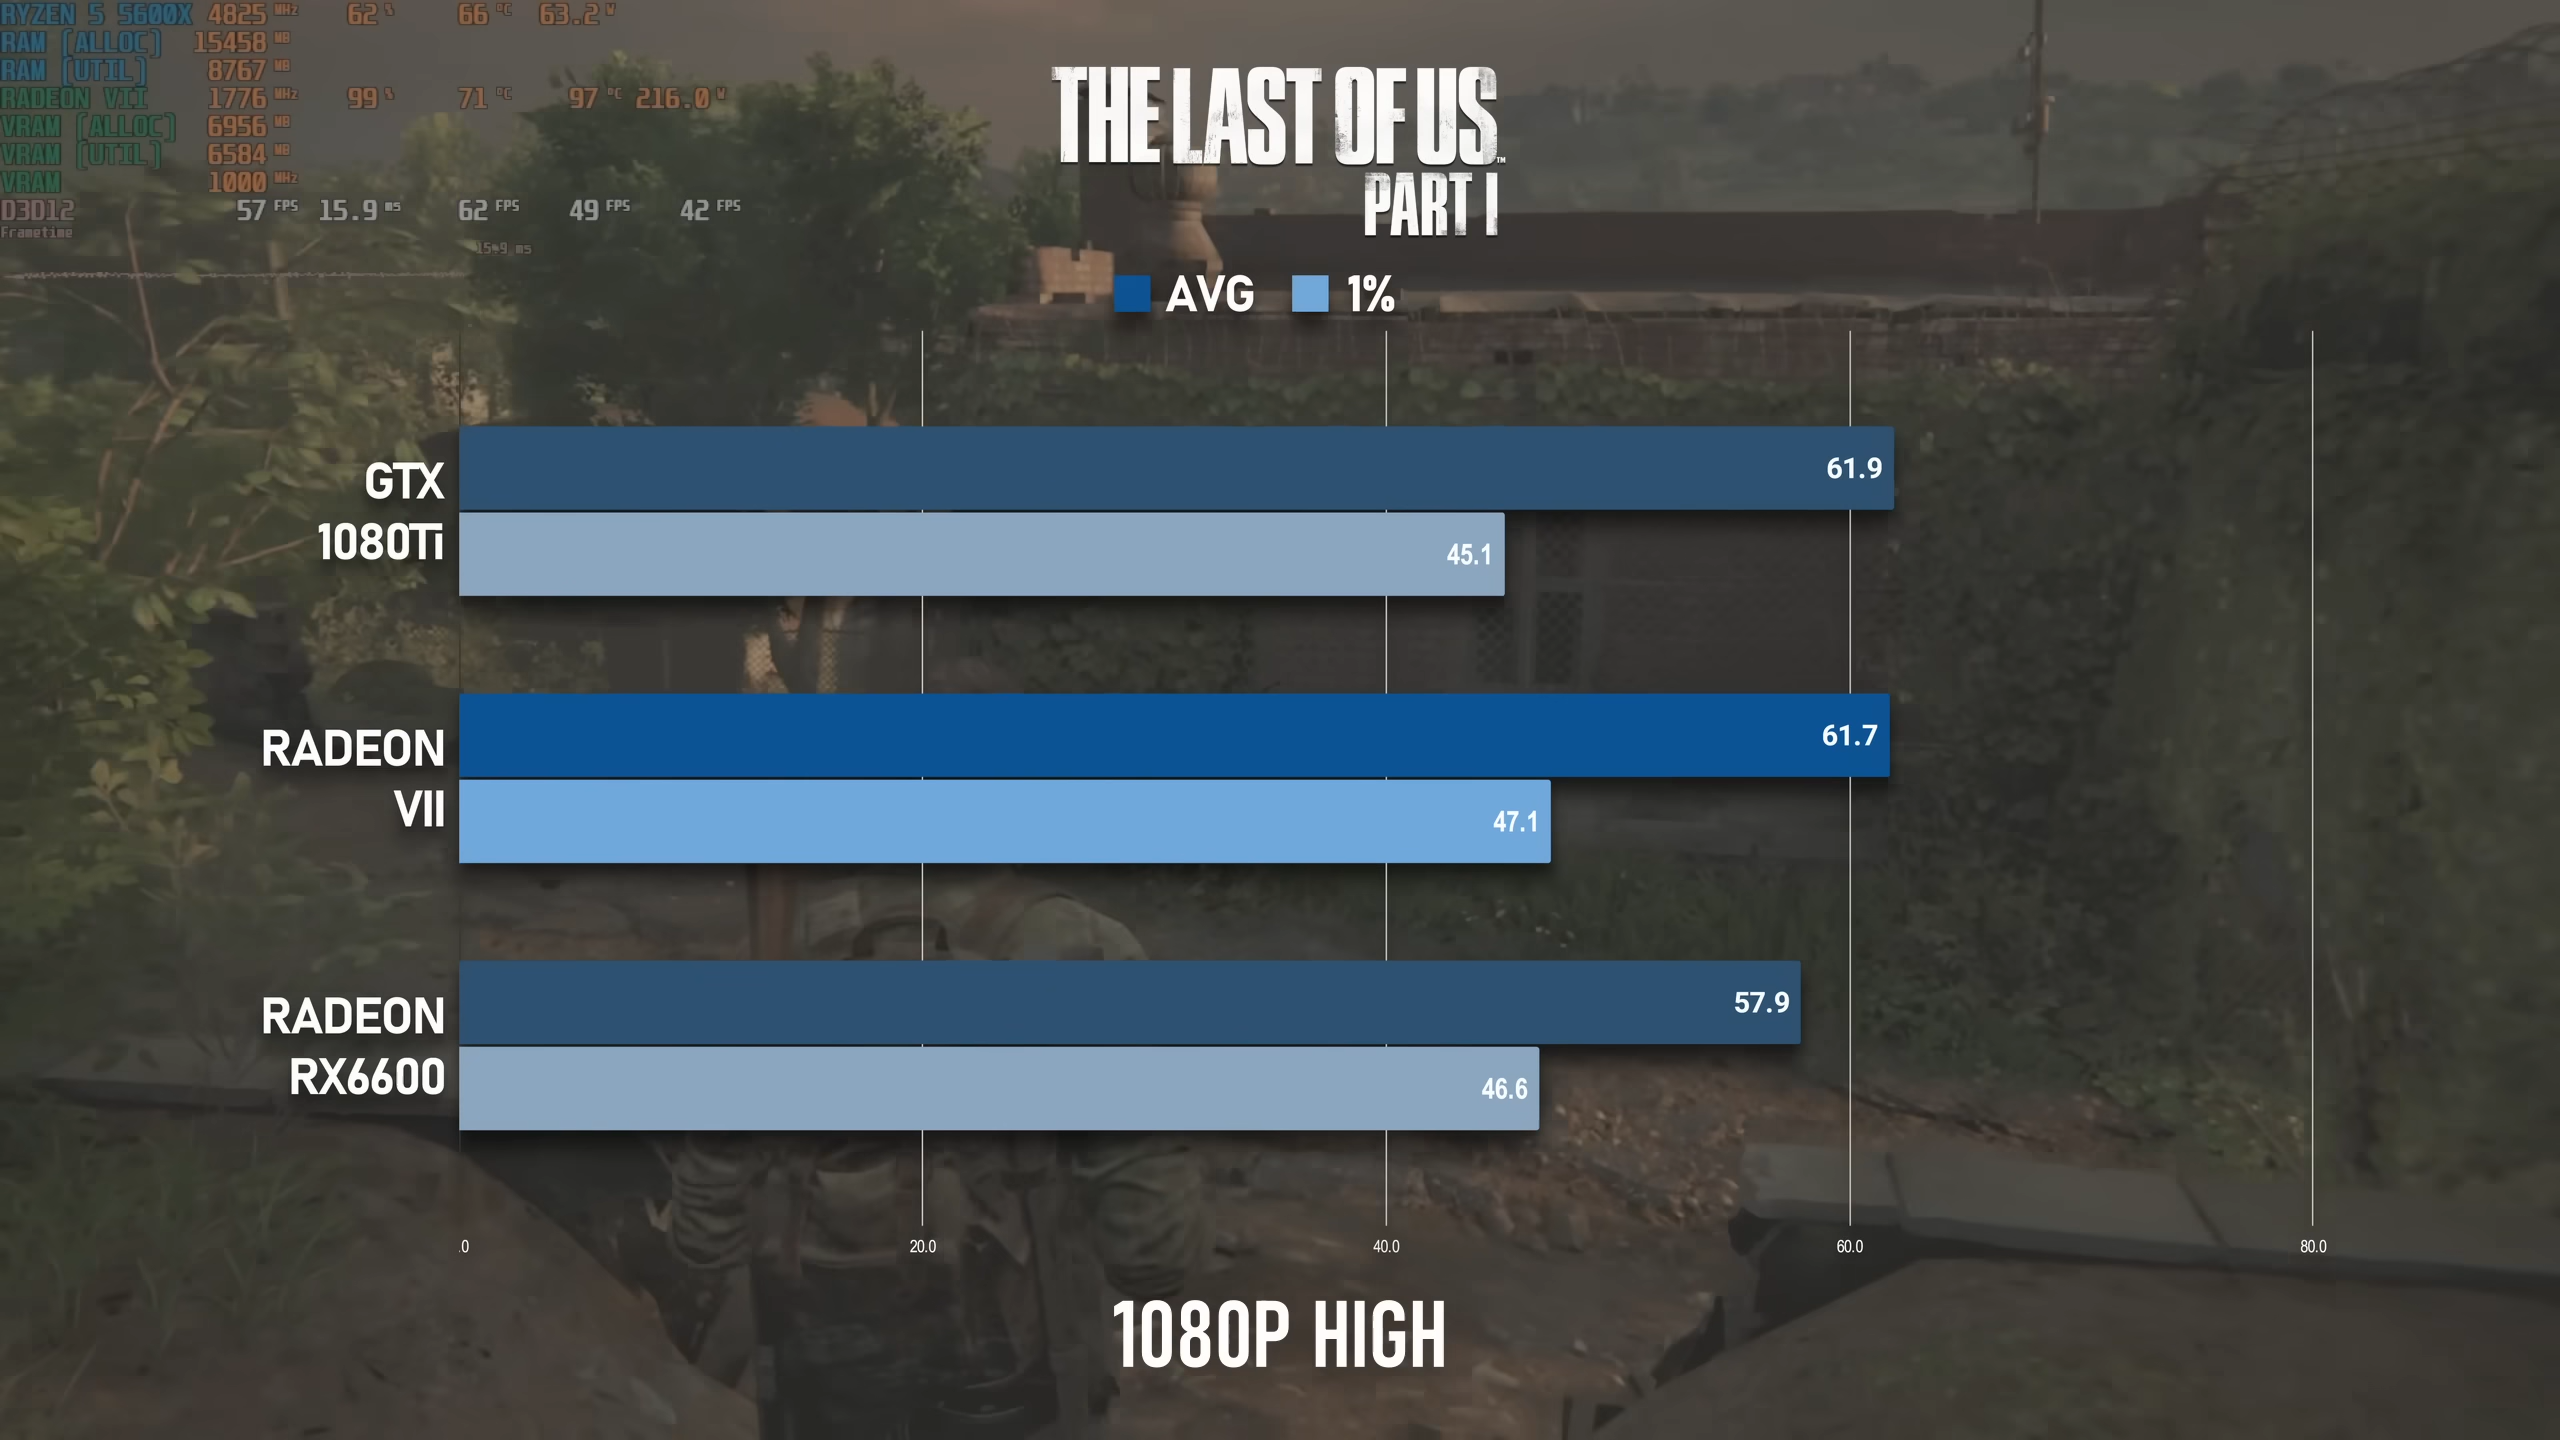 RYZEN 5 5600X 4825 MHz 62 % 66 °C 63.2 W
RAM [ALLOC] 15458 MB
RAM [UTIL] 8767 MB
RADEON VII 1776 MHz 99 % 71 °C 97 °C 216.0 W
VRAM [ALLOC] 6956 MB
VRAM [UTIL] 6584 MB
VRAM 1000 MHz
D3D12 57 FPS 15.9 ms 62 FPS 49 FPS 42 FPS
Frametime
15.9 ms
THE LAST OF US™
PART I
AVG 1%
GTX
1080Ti
61.9
45.1
RADEON
VII
61.7
47.1
RADEON
RX6600
57.9
46.6
.0 20.0 40.0 60.0 80.0
1080P HIGH